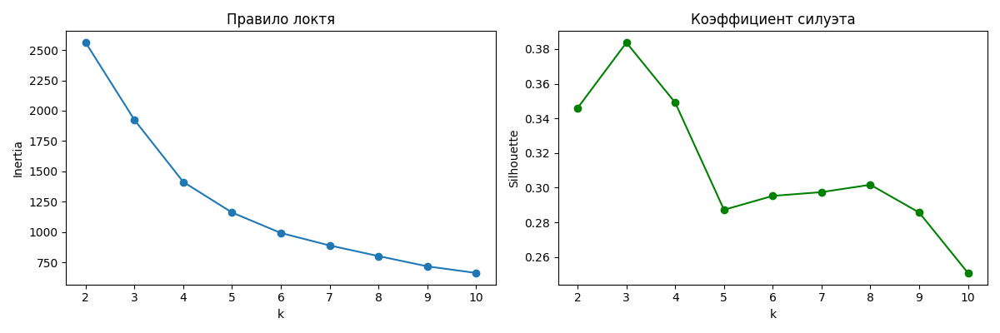 Правило локтя
Inertia
2500
2250
2000
1750
1500
1250
1000
750
2 3 4 5 6 7 8 9 10
k
Коэффициент силуэта
Silhouette
0.38
0.36
0.34
0.32
0.30
0.28
0.26
2 3 4 5 6 7 8 9 10
k